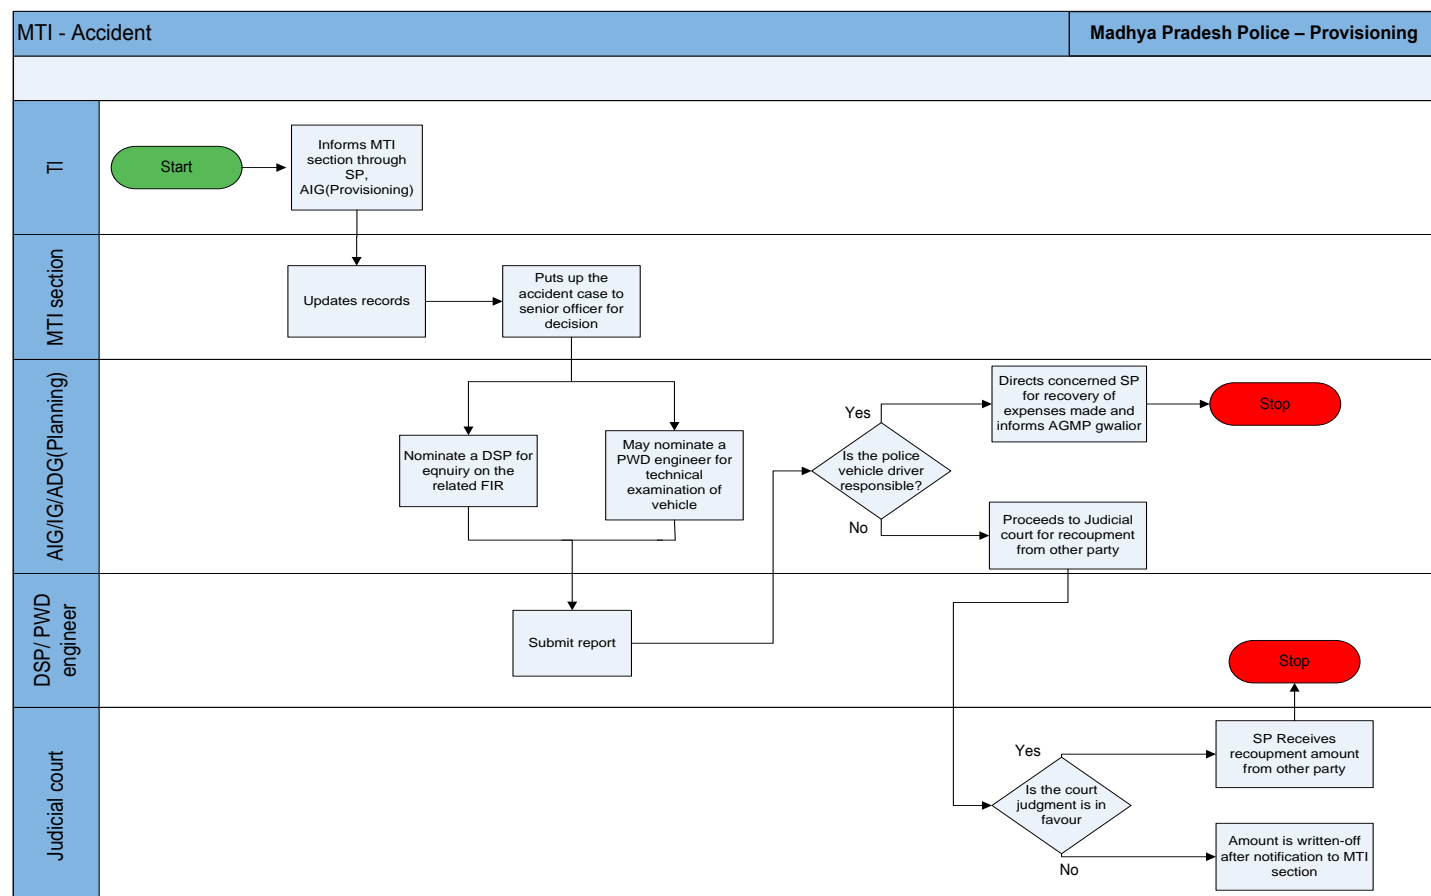 MTI - Accident
Madhya Pradesh Police – Provisioning
TI
Start
Informs MTI
section through
SP,
AIG(Provisioning)
MTI section
Updates records
Puts up the
accident case to
senior officer for
decision
AIG/IG/ADG(Planning)
Nominate a DSP for
eqnuiry on the
related FIR
May nominate a
PWD engineer for
technical
examination of
vehicle
Is the police
vehicle driver
responsible?
Yes
Directs concerned SP
for recovery of
expenses made and
informs AGMP gwalior
Stop
No
Proceeds to Judicial
court for recoupment
from other party
DSP/ PWD
engineer
Submit report
Stop
Judicial court
Is the court
judgment is in
favour
Yes
SP Receives
recoupment amount
from other party
No
Amount is written-off
after notification to MTI
section